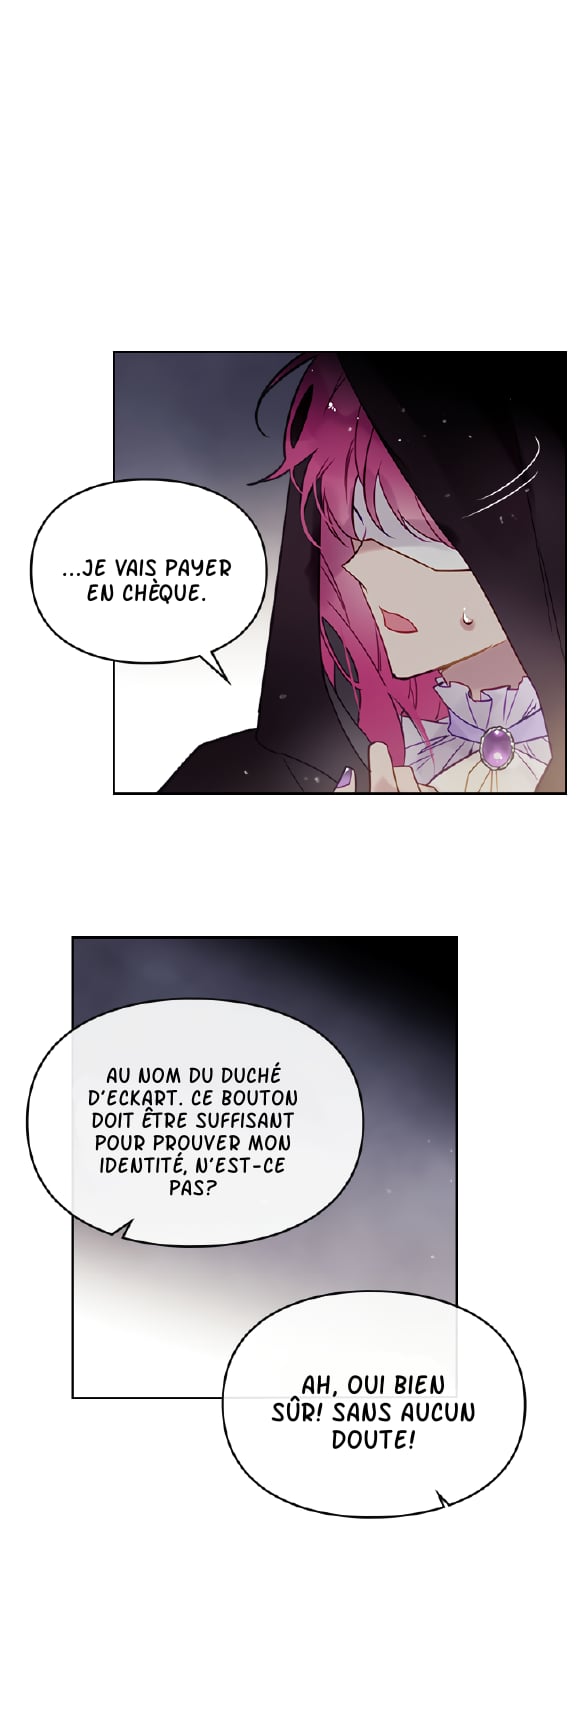 ...JE VAIS PAYER
EN CHÈQUE.
AU NOM DU DUCHÉ
D'ECKART. CE BOUTON
DOIT ÊTRE SUFFISANT
POUR PROUVER MON
IDENTITÉ, N'EST-CE
PAS?
AH, OUI BIEN
SÛR! SANS AUCUN
DOUTE!